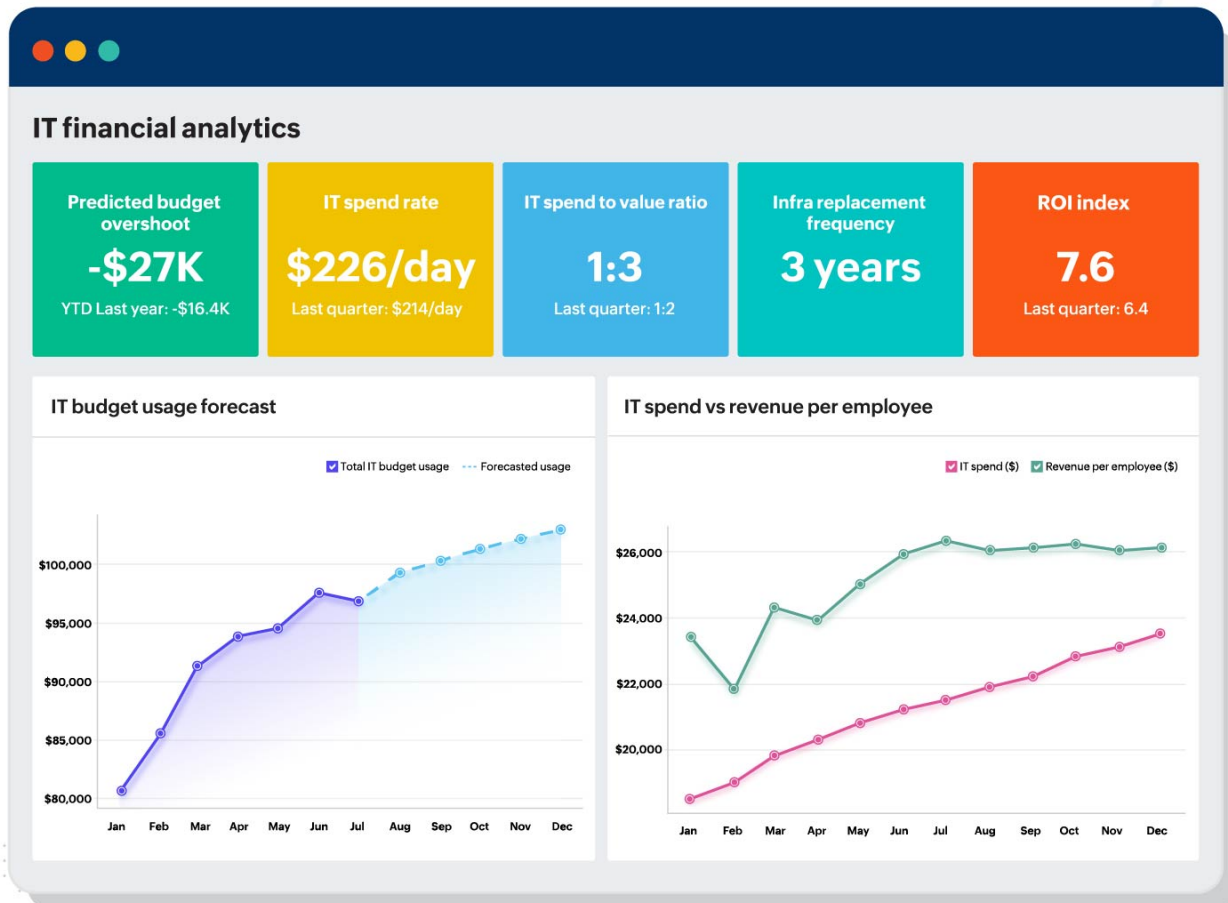 IT financial analytics
Predicted budget
overshoot
-$27K
YTD Last year: -$16.4K
IT spend rate
$226/day
Last quarter: $214/day
IT spend to value ratio
1:3
Last quarter: 1:2
Infra replacement
frequency
3 years
ROI index
7.6
Last quarter: 6.4
IT budget usage forecast
Total IT budget usage
Forecasted usage
$100,000
$95,000
$90,000
$85,000
$80,000
Jan Feb Mar Apr May Jun Jul Aug Sep Oct Nov Dec
IT spend vs revenue per employee
IT spend ($)
Revenue per employee ($)
$26,000
$24,000
$22,000
$20,000
Jan Feb Mar Apr May Jun Jul Aug Sep Oct Nov Dec